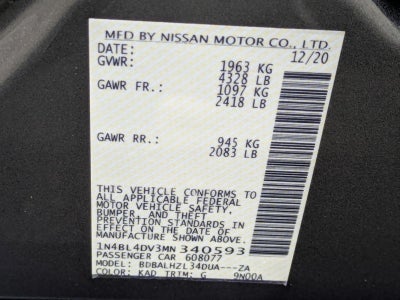 MFD BY NISSAN MOTOR CO., LTD.
DATE: 12/20
GVWR: 1963 KG
4328 LB
GAWR FR.: 1097 KG
2418 LB
GAWR RR.: 945 KG
2083 LB
THIS VEHICLE CONFORMS TO
ALL APPLICABLE FEDERAL
MOTOR VEHICLE SAFETY,
BUMPER, AND THEFT
PREVENTION STANDARDS IN
EFFECT ON THE DATE OF
MANUFACTURE SHOWN ABOVE.
1N4BL4DV3MN 340593
PASSENGER CAR 608077
MODEL: BDBALHZL34DUA---ZA
COLOR: KAD TRIM: G 9N00A